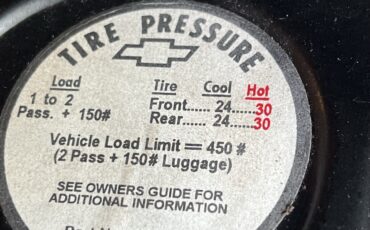 TIRE PRESSURE
Load Tire Cool Hot
1 to 2 Front...... 24......30
Pass. + 150# Rear...... 24......30
Vehicle Load Limit = 450 #
(2 Pass + 150# Luggage)
SEE OWNERS GUIDE FOR
ADDITIONAL INFORMATION